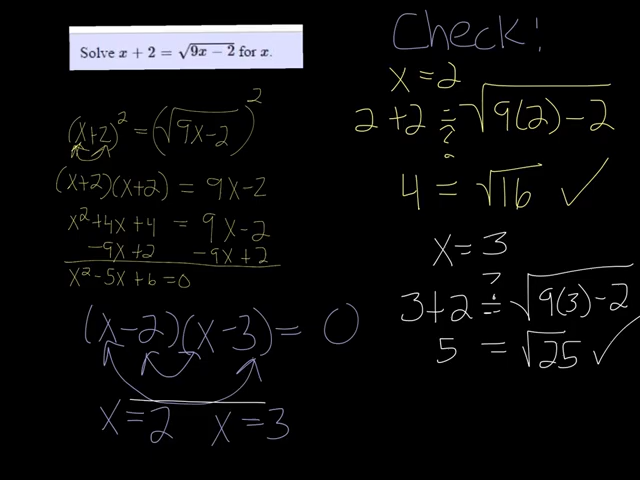 Solve x + 2 = √(9x − 2) for x.
(x+2)² = (√(9x-2))²
(x+2)(x+2) = 9x-2
x² + 4x + 4 = 9x-2
-9x+2 -9x+2
x² - 5x + 6 = 0
(x-2)(x-3) = 0
x=2 x=3
Check!
x=2
2+2 ≟ √(9(2)-2)
4 = √16 ✓
x=3
3+2 ≟ √(9(3)-2)
5 = √25 ✓